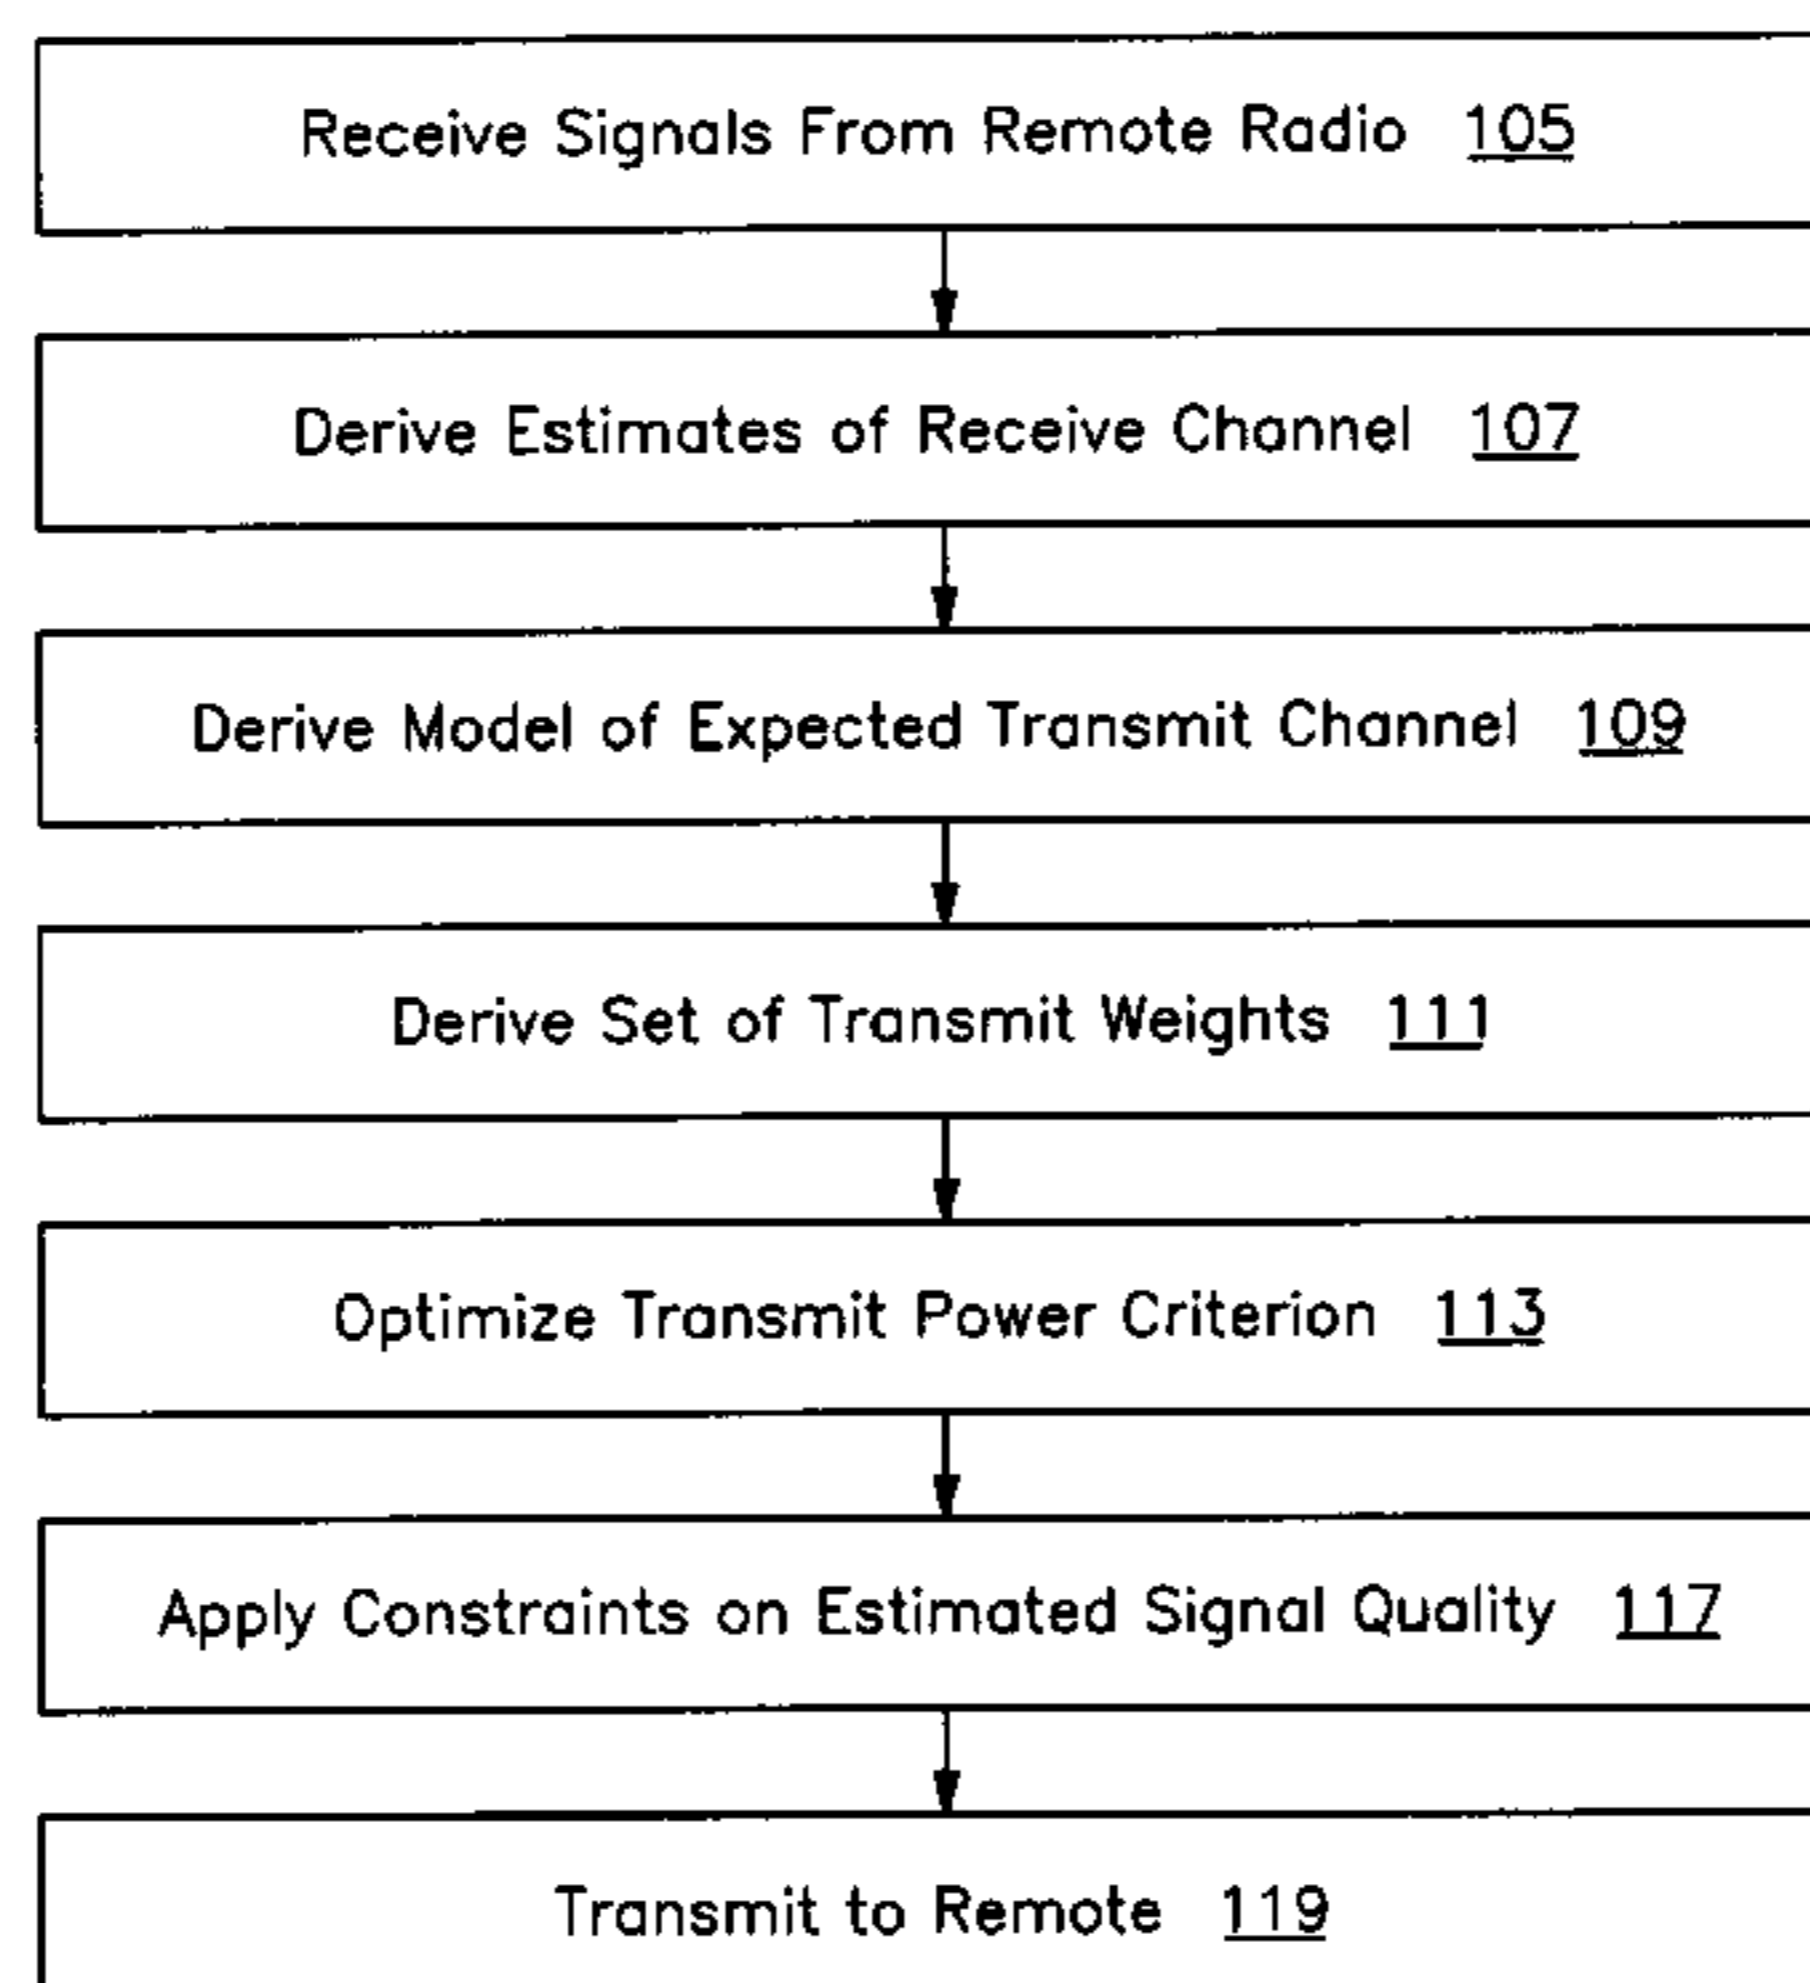 Receive Signals From Remote Radio 105
Derive Estimates of Receive Channel 107
Derive Model of Expected Transmit Channel 109
Derive Set of Transmit Weights 111
Optimize Transmit Power Criterion 113
Apply Constraints on Estimated Signal Quality 117
Transmit to Remote 119